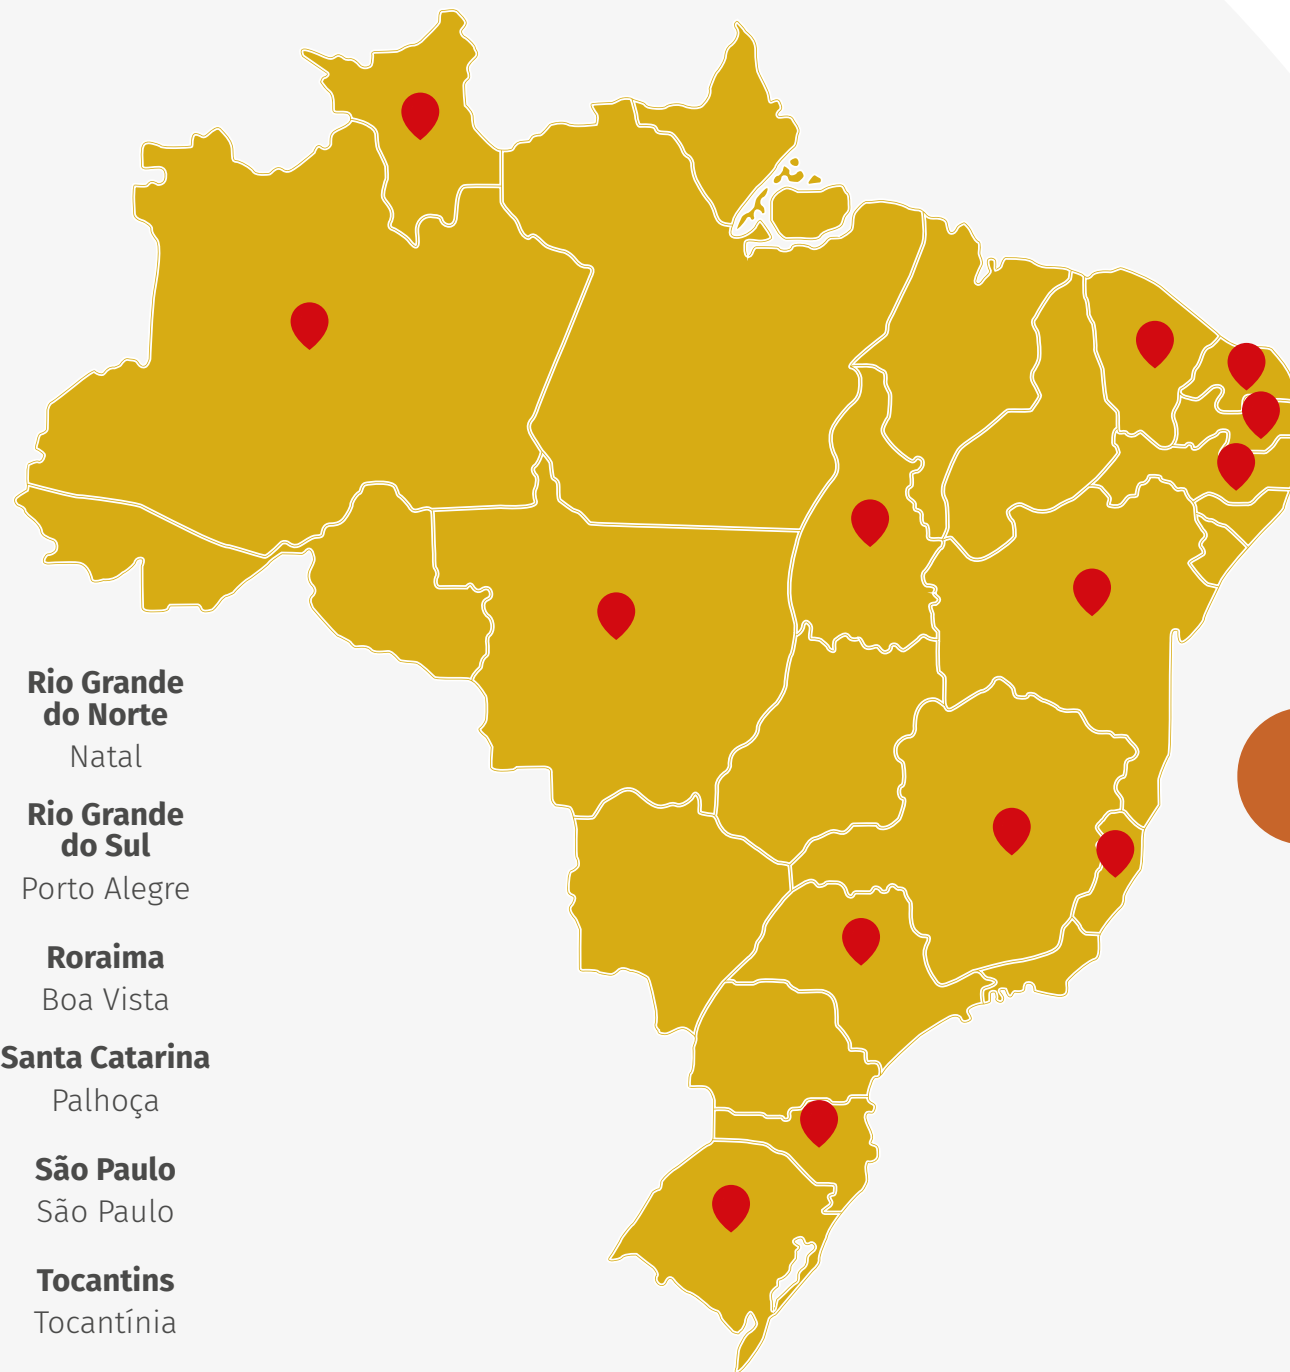 Rio Grande
do Norte
Natal
Rio Grande
do Sul
Porto Alegre
Roraima
Boa Vista
Santa Catarina
Palhoça
São Paulo
São Paulo
Tocantins
Tocantínia